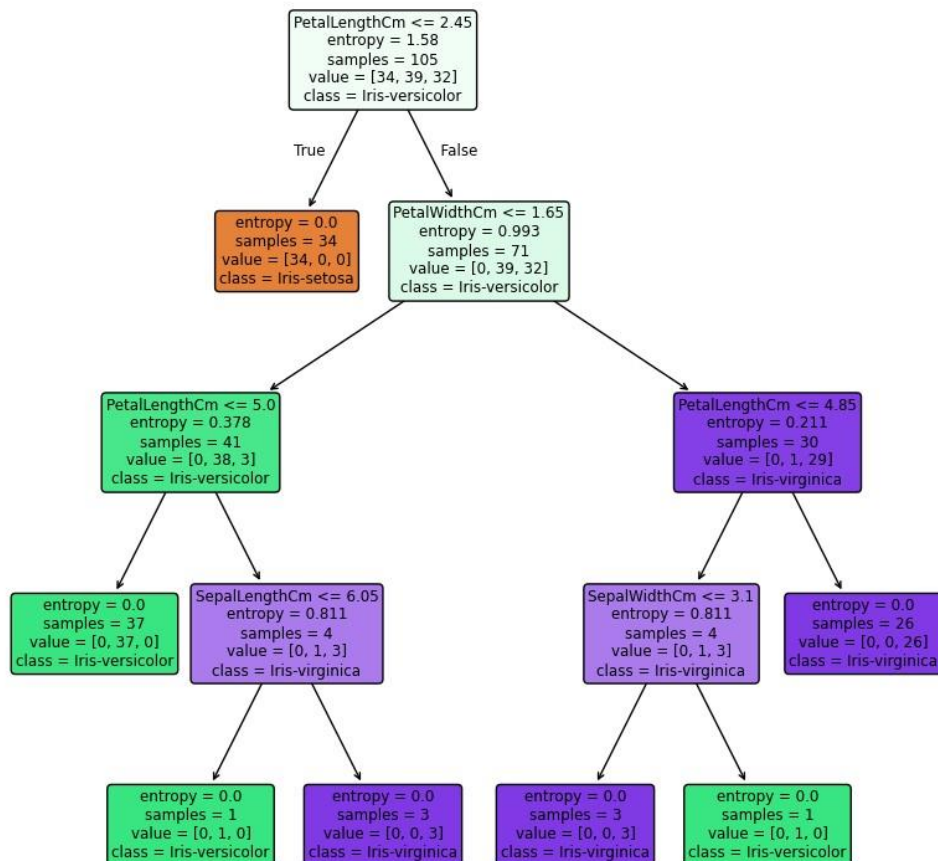 PetalLengthCm <= 2.45
entropy = 1.58
samples = 105
value = [34, 39, 32]
class = Iris-versicolor
True
False
entropy = 0.0
samples = 34
value = [34, 0, 0]
class = Iris-setosa
PetalWidthCm <= 1.65
entropy = 0.993
samples = 71
value = [0, 39, 32]
class = Iris-versicolor
PetalLengthCm <= 5.0
entropy = 0.378
samples = 41
value = [0, 38, 3]
class = Iris-versicolor
PetalLengthCm <= 4.85
entropy = 0.211
samples = 30
value = [0, 1, 29]
class = Iris-virginica
entropy = 0.0
samples = 37
value = [0, 37, 0]
class = Iris-versicolor
SepalLengthCm <= 6.05
entropy = 0.811
samples = 4
value = [0, 1, 3]
class = Iris-virginica
SepalWidthCm <= 3.1
entropy = 0.811
samples = 4
value = [0, 1, 3]
class = Iris-virginica
entropy = 0.0
samples = 26
value = [0, 0, 26]
class = Iris-virginica
entropy = 0.0
samples = 1
value = [0, 1, 0]
class = Iris-versicolor
entropy = 0.0
samples = 3
value = [0, 0, 3]
class = Iris-virginica
entropy = 0.0
samples = 3
value = [0, 0, 3]
class = Iris-virginica
entropy = 0.0
samples = 1
value = [0, 1, 0]
class = Iris-versicolor